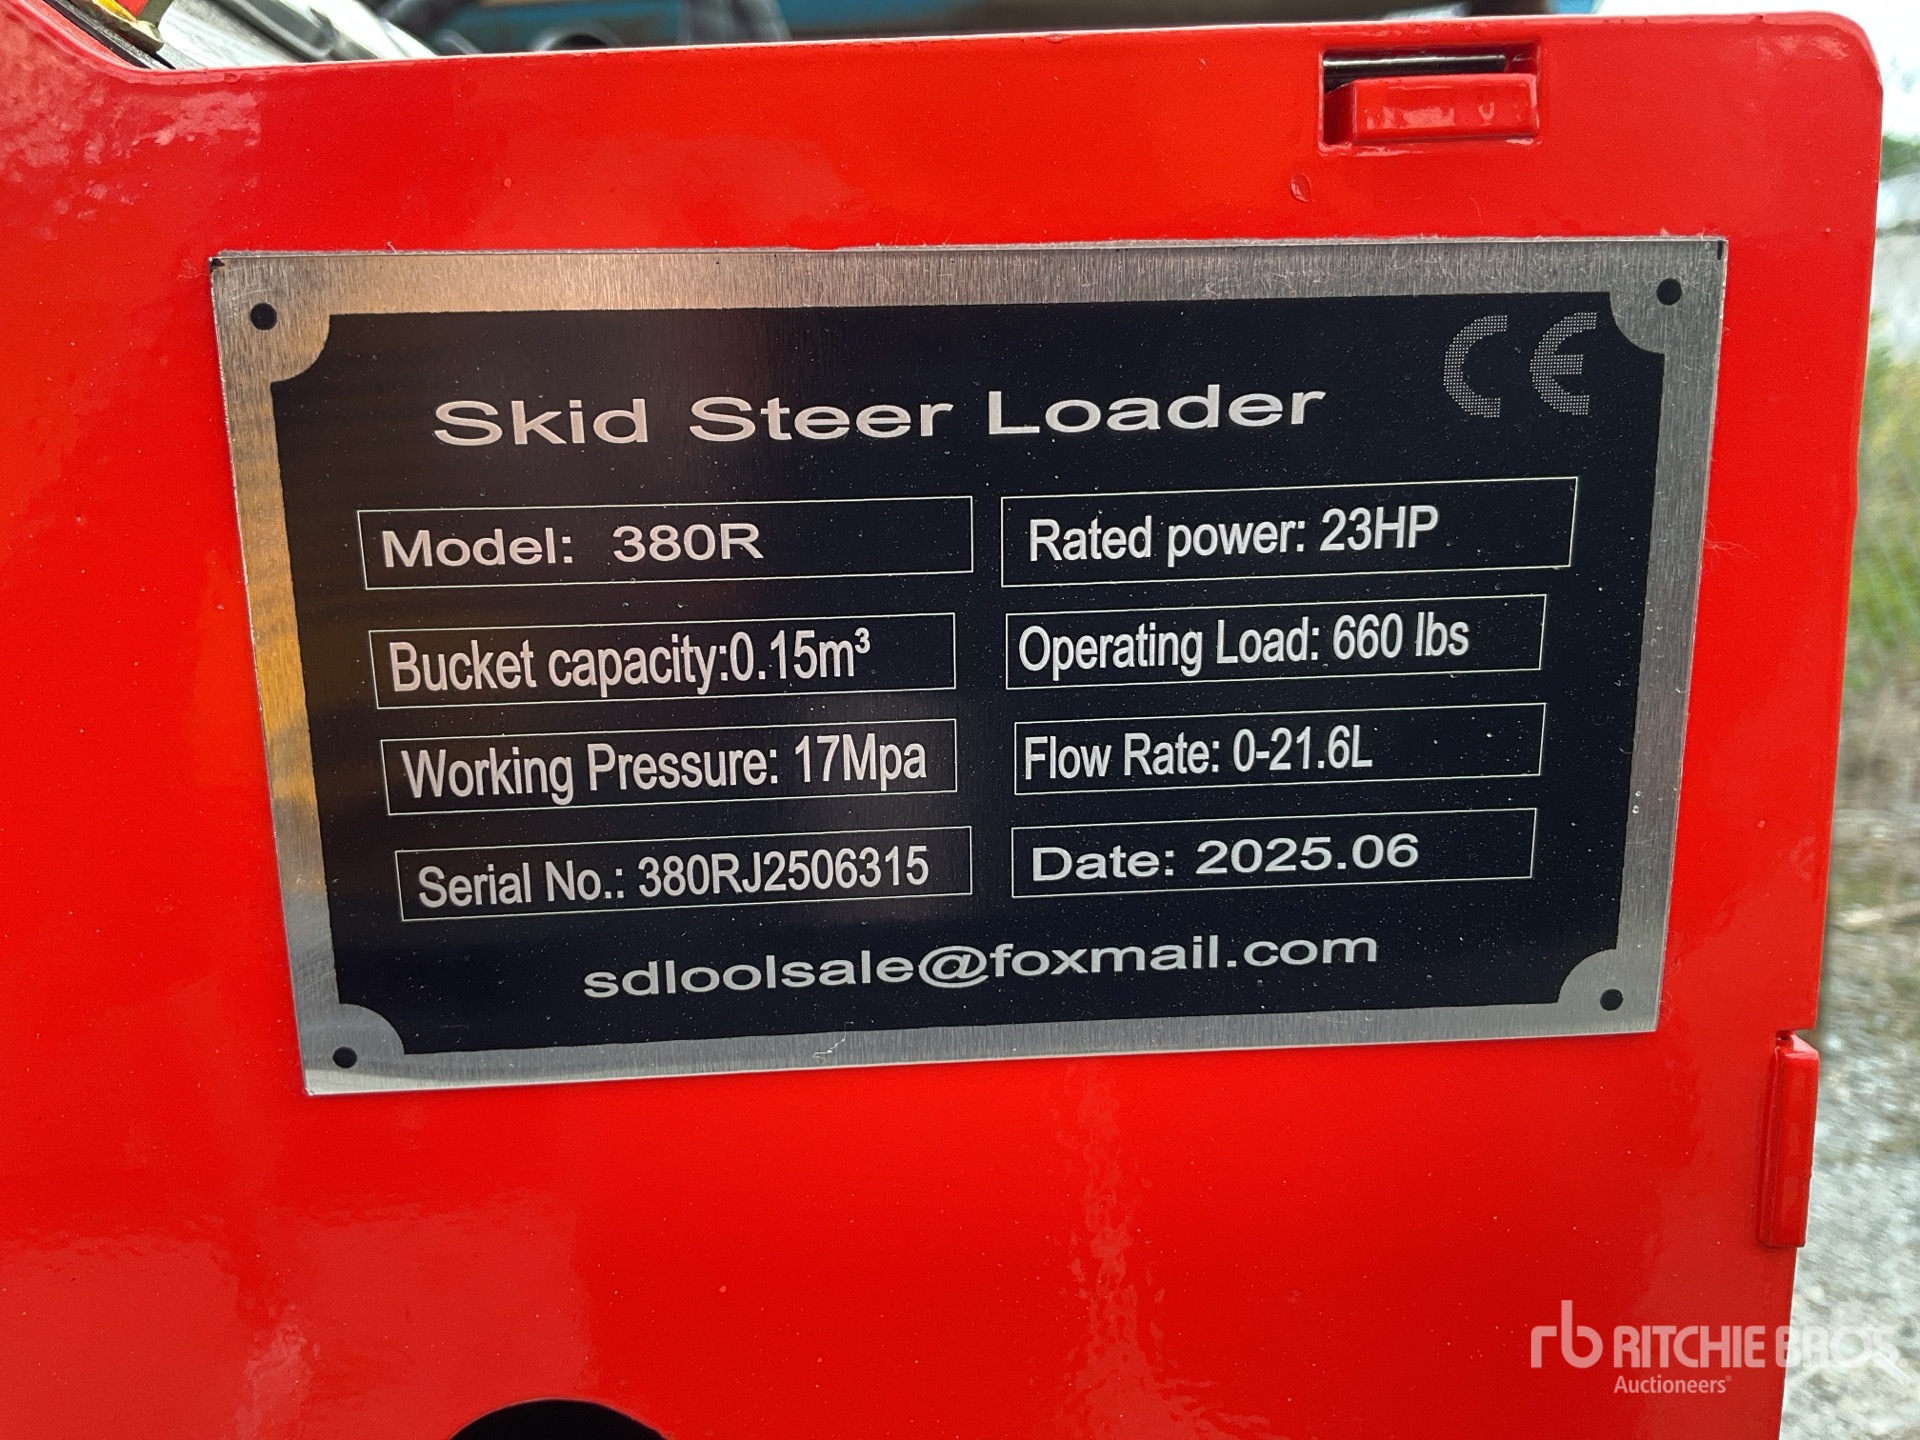 CE
Skid Steer Loader
Model: 380R
Rated power: 23HP
Bucket capacity:0.15m³
Operating Load: 660 lbs
Working Pressure: 17Mpa
Flow Rate: 0-21.6L
Serial No.: 380RJ2506315
Date: 2025.06
sdloolsale@foxmail.com
rb RITCHIE BROS.
Auctioneers®